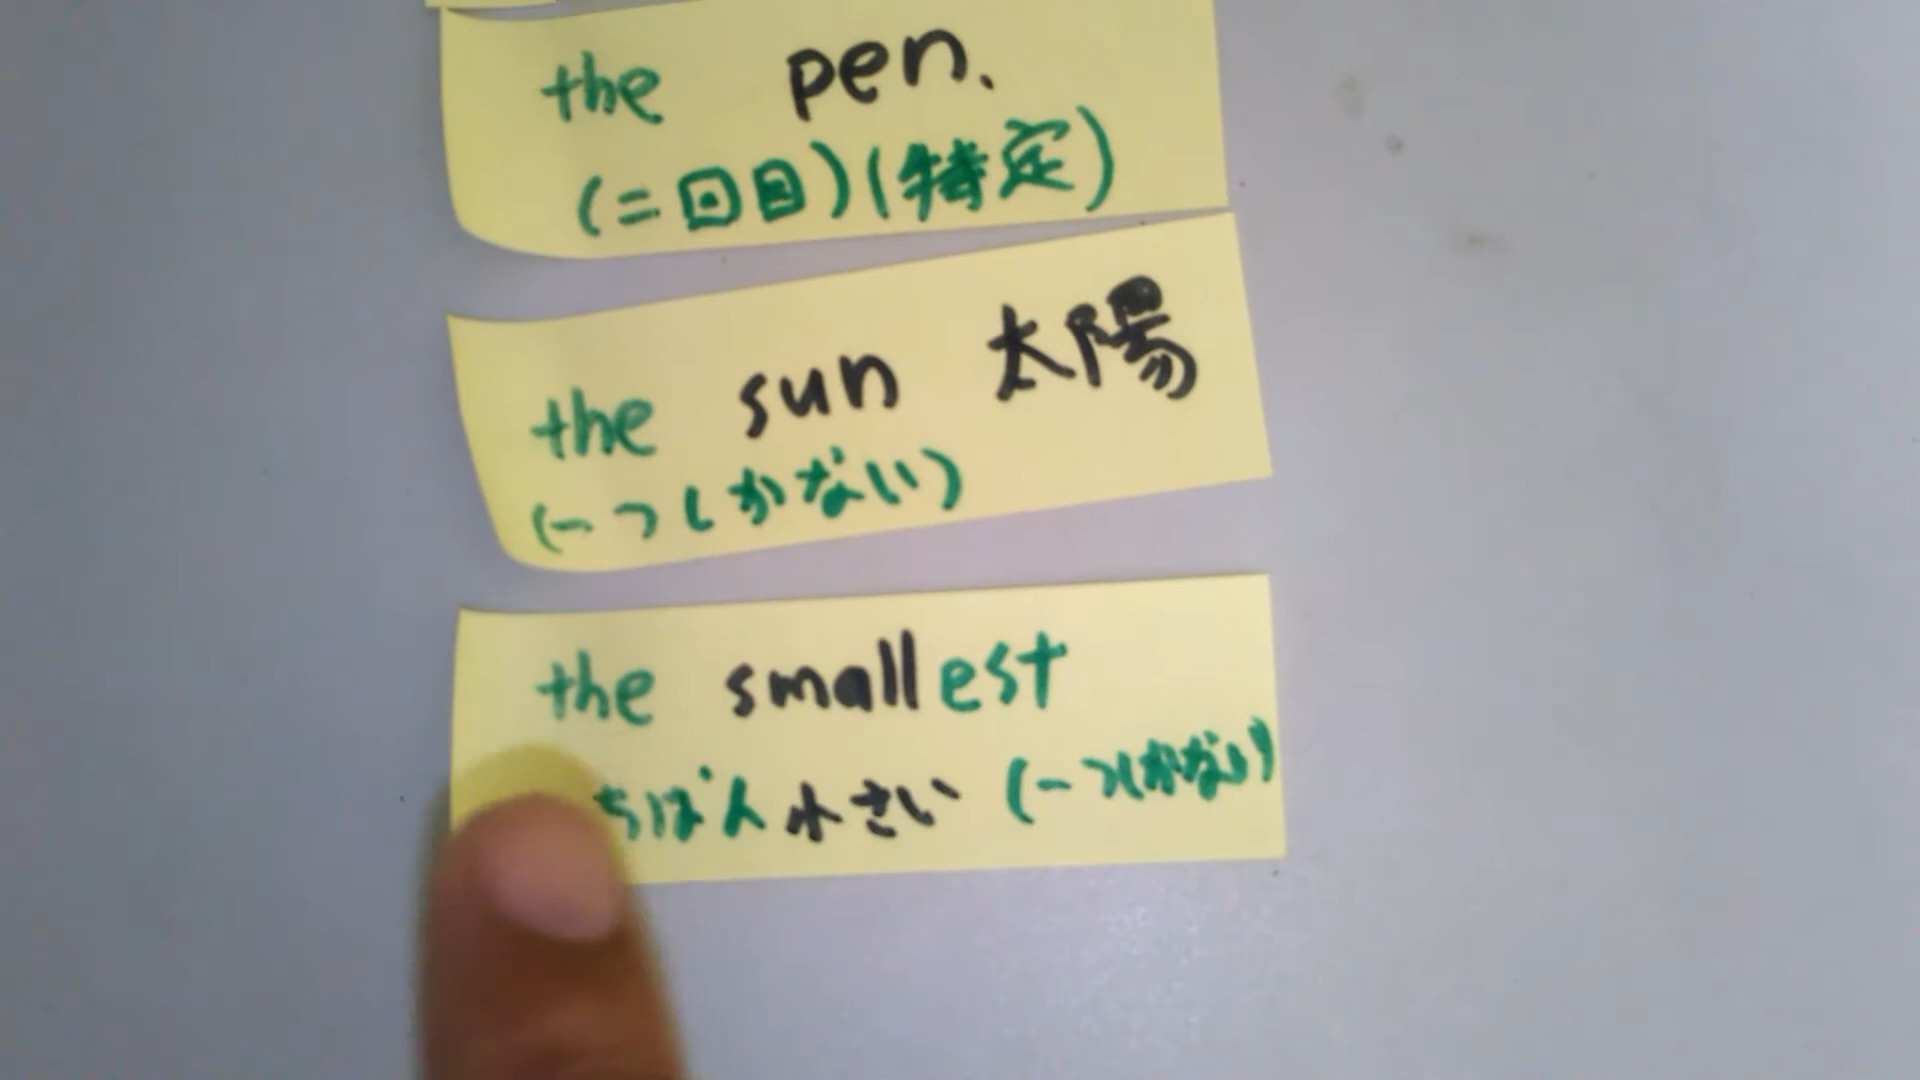 the pen.
(二回目)(特定)
the sun 太陽
(一つしかない)
the smallest
ちばん小さい (一つしかない)